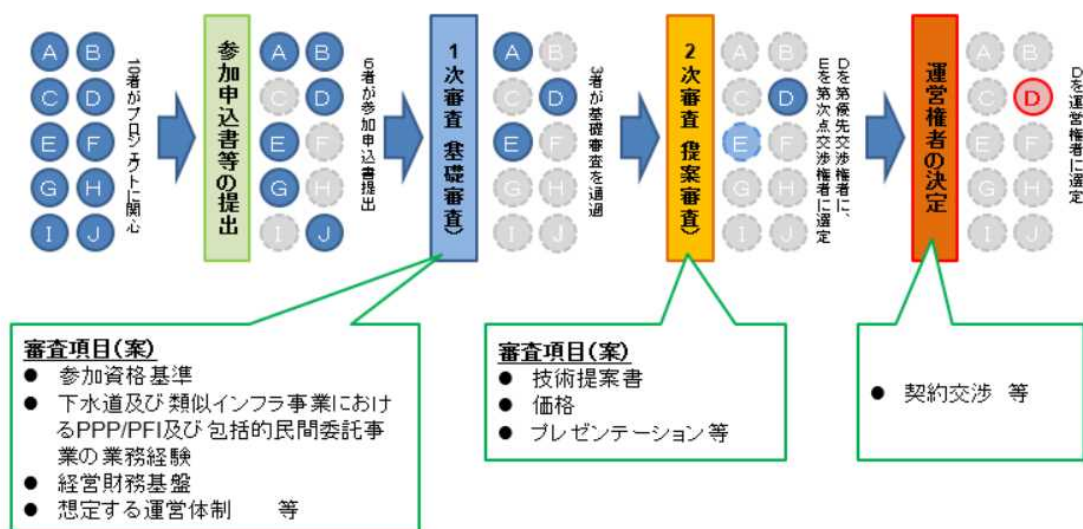 A B
C D
E F
G H
I J
10者がプロジェクトに関心
参加申込書等の提出
A B
C D
E F
G H
I J
6者が参加申込書提出
1次審査(基礎審査)
A B
C D
E F
G H
I J
3者が基礎審査を通過
2次審査(提案審査)
A B
C D
E F
G H
I J
Dを第優先交渉権者に、
Eを第次点交渉権者に選定
運営権者の決定
A B
C D
E F
G H
I J
Dを運営権者に選定
審査項目(案)
● 参加資格基準
● 下水道及び類似インフラ事業におけ
るPPP/PFI及び包括的民間委託事
業の業務経験
● 経営財務基盤
● 想定する運営体制 等
審査項目(案)
● 技術提案書
● 価格
● プレゼンテーション等
● 契約交渉 等